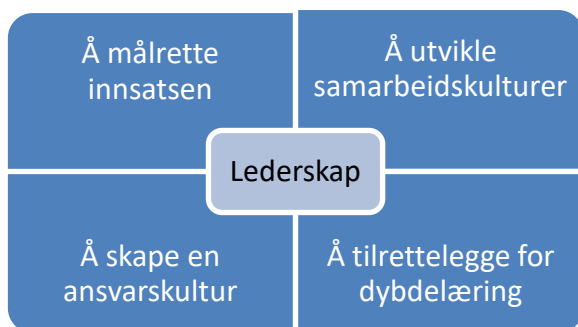 Å målrette
innsatsen
Å utvikle
samarbeidskulturer
Lederskap
Å skape en
ansvarskultur
Å tilrettelegge for
dybdelæring